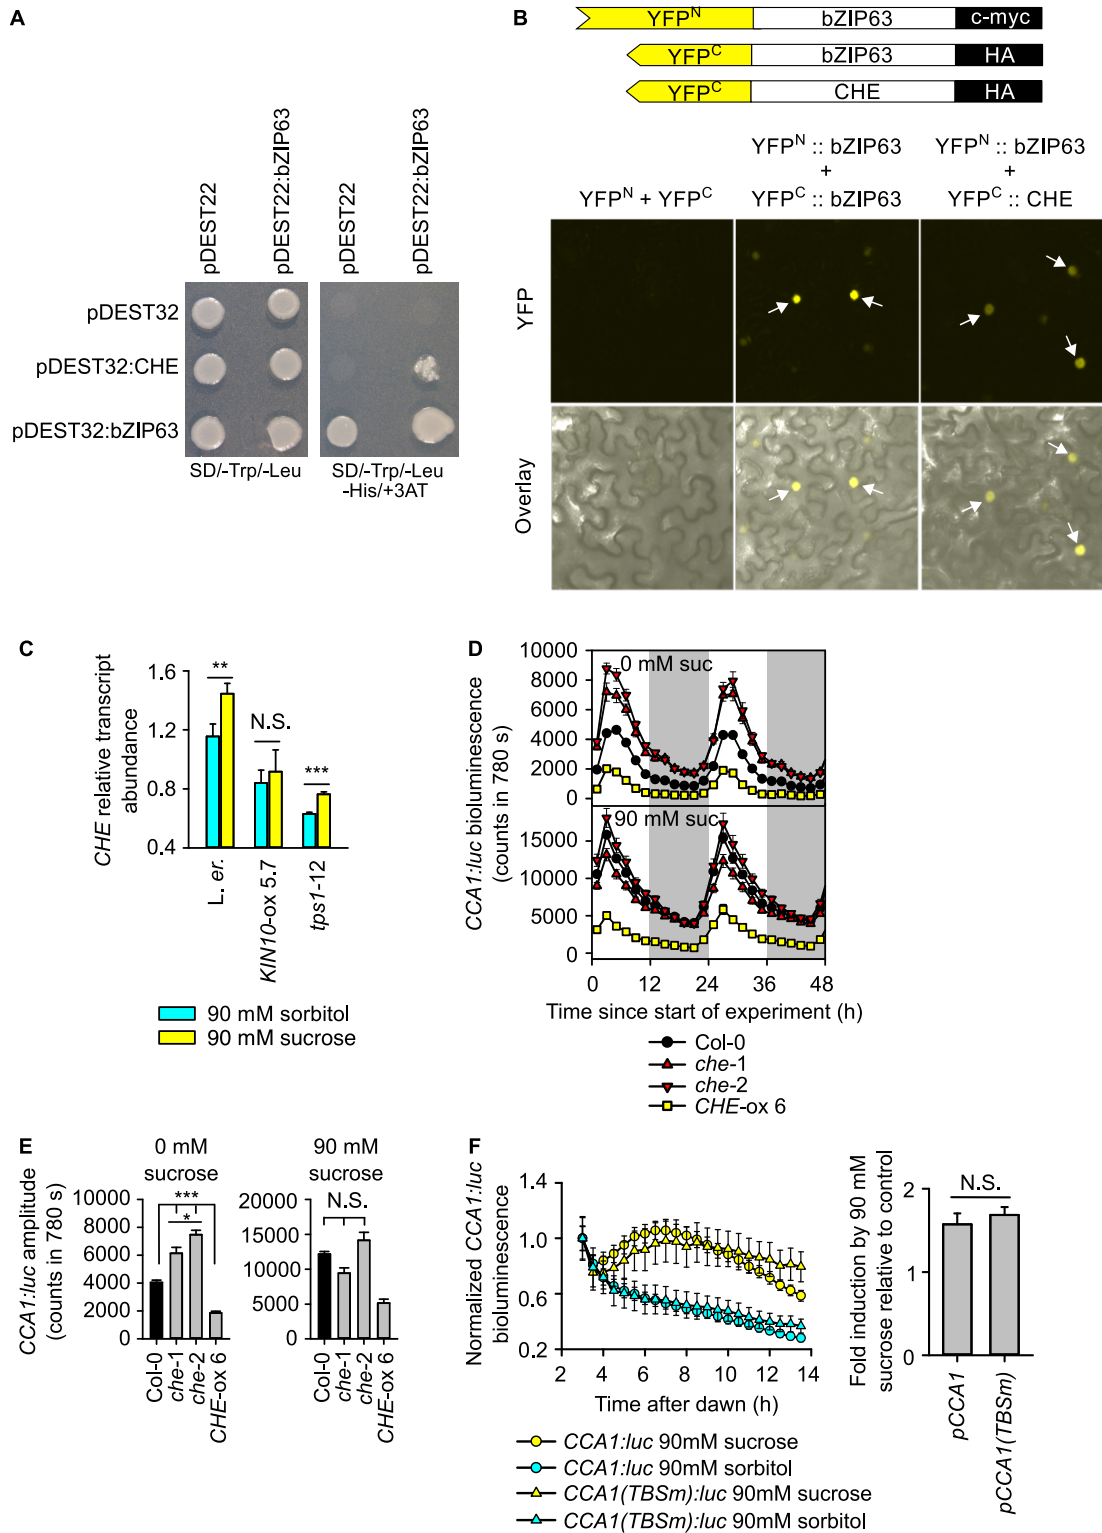 A
pDEST22
pDEST22:bZIP63
pDEST22
pDEST22:bZIP63
pDEST32
pDEST32:CHE
pDEST32:bZIP63
SD/-Trp/-Leu
SD/-Trp/-Leu
-His/+3AT
B
YFPᴺ bZIP63 c-myc
YFPᶜ bZIP63 HA
YFPᶜ CHE HA
YFPᴺ + YFPᶜ
YFPᴺ :: bZIP63
+
YFPᶜ :: bZIP63
YFPᴺ :: bZIP63
+
YFPᶜ :: CHE
YFP
Overlay
C
CHE relative transcript
abundance
1.6
1.2
0.8
0.4
**
N.S.
***
L. er.
KIN10-ox 5.7
tps1-12
90 mM sorbitol
90 mM sucrose
D
CCA1:luc bioluminescence
(counts in 780 s)
10000
8000
6000
4000
2000
0
0 mM suc
15000
10000
5000
0
90 mM suc
0 12 24 36 48
Time since start of experiment (h)
Col-0
che-1
che-2
CHE-ox 6
E
CCA1:luc amplitude
(counts in 780 s)
0 mM
sucrose
10000
8000
6000
4000
2000
0
***
*
Col-0
che-1
che-2
CHE-ox 6
90 mM
sucrose
20000
15000
10000
5000
0
N.S.
Col-0
che-1
che-2
CHE-ox 6
F
Normalized CCA1:luc
bioluminescence
1.4
1.0
0.6
0.2
2 4 6 8 10 12 14
Time after dawn (h)
CCA1:luc 90mM sucrose
CCA1:luc 90mM sorbitol
CCA1(TBSm):luc 90mM sucrose
CCA1(TBSm):luc 90mM sorbitol
Fold induction by 90 mM
sucrose relative to control
2
1
0
N.S.
pCCA1
pCCA1(TBSm)